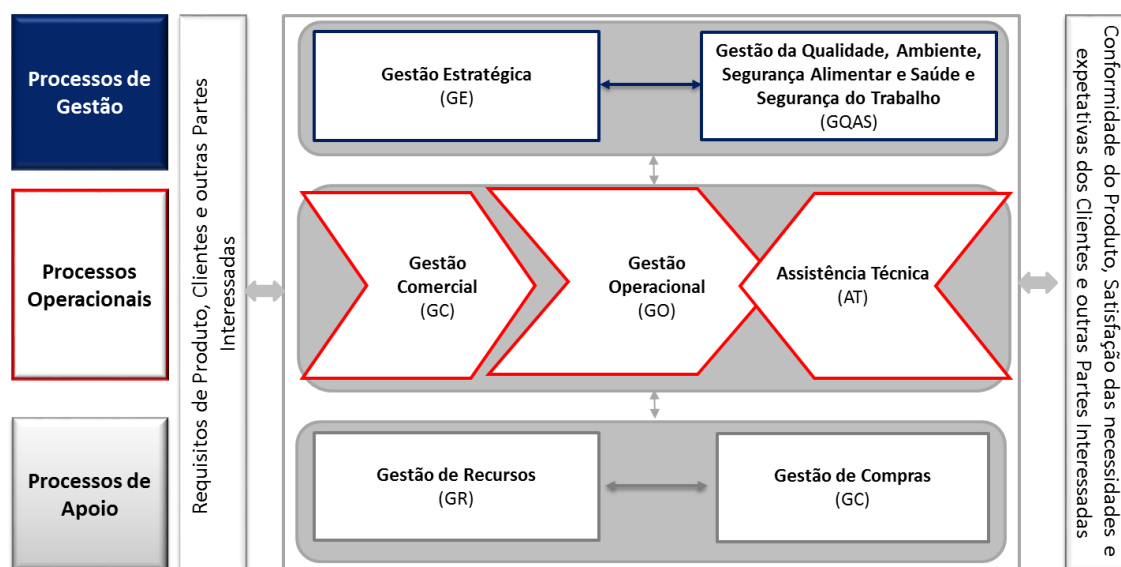 Processos de
Gestão
Processos
Operacionais
Processos de
Apoio
Requisitos de Produto, Clientes e outras Partes
Interessadas
Gestão Estratégica
(GE)
Gestão da Qualidade, Ambiente,
Segurança Alimentar e Saúde e
Segurança do Trabalho
(GQAS)
Gestão
Comercial
(GC)
Gestão
Operacional
(GO)
Assistência Técnica
(AT)
Gestão de Recursos
(GR)
Gestão de Compras
(GC)
Conformidade do Produto, Satisfação das necessidades e
expetativas dos Clientes e outras Partes Interessadas